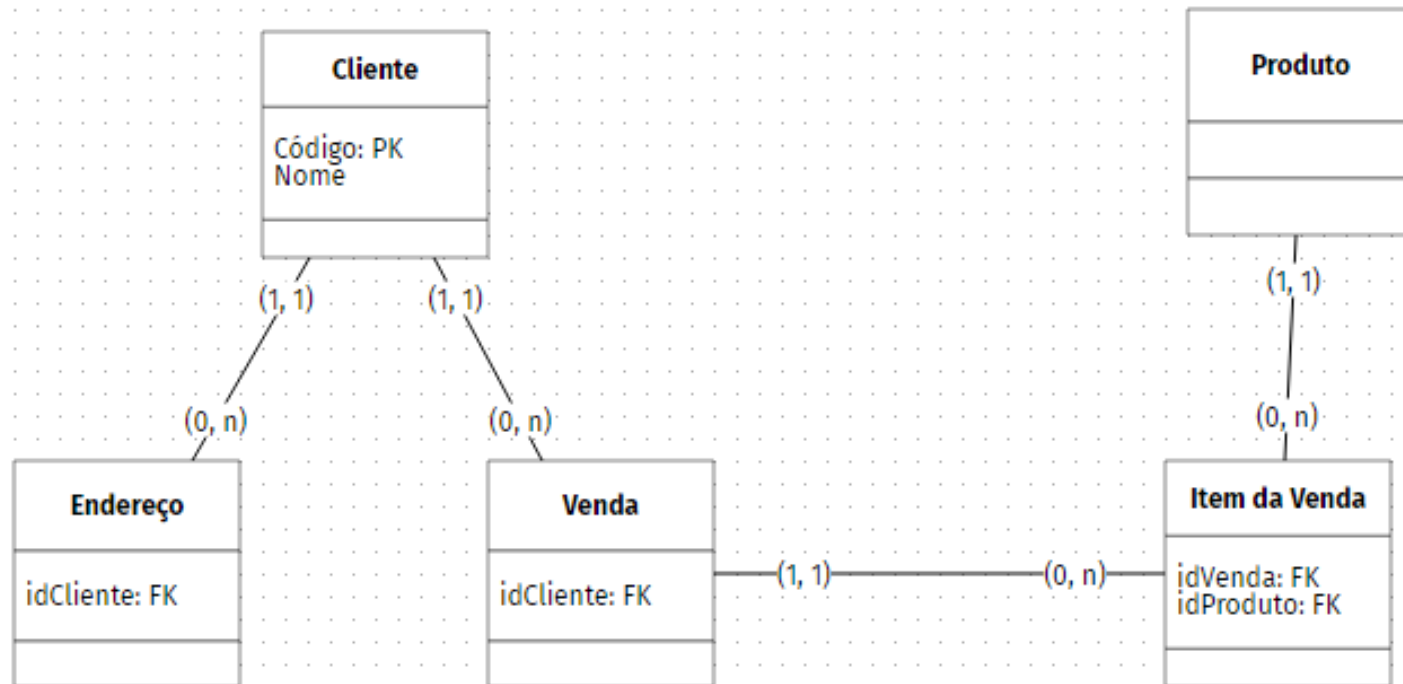 Cliente
Código: PK
Nome
Produto
(1, 1)
(1, 1)
(1, 1)
(0, n)
(0, n)
(0, n)
Endereço
idCliente: FK
Venda
idCliente: FK
(1, 1)
(0, n)
Item da Venda
idVenda: FK
idProduto: FK